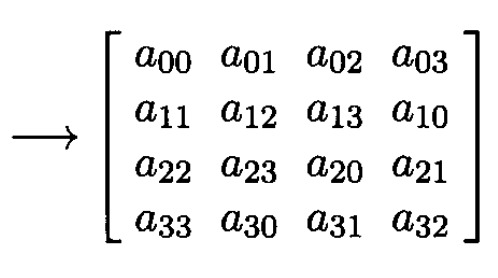 → [ a₀₀ a₀₁ a₀₂ a₀₃
a₁₁ a₁₂ a₁₃ a₁₀
a₂₂ a₂₃ a₂₀ a₂₁
a₃₃ a₃₀ a₃₁ a₃₂ ]